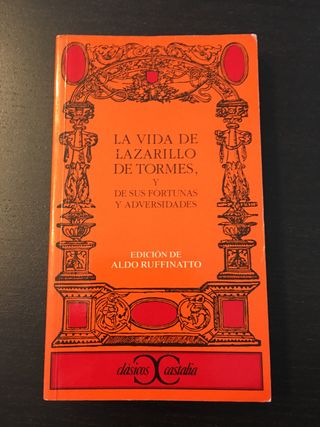 LA VIDA DE
LAZARILLO
DE TORMES,
Y
DE SUS FORTUNAS
Y ADVERSIDADES
EDICIÓN DE
ALDO RUFFINATTO
clásicos castalia